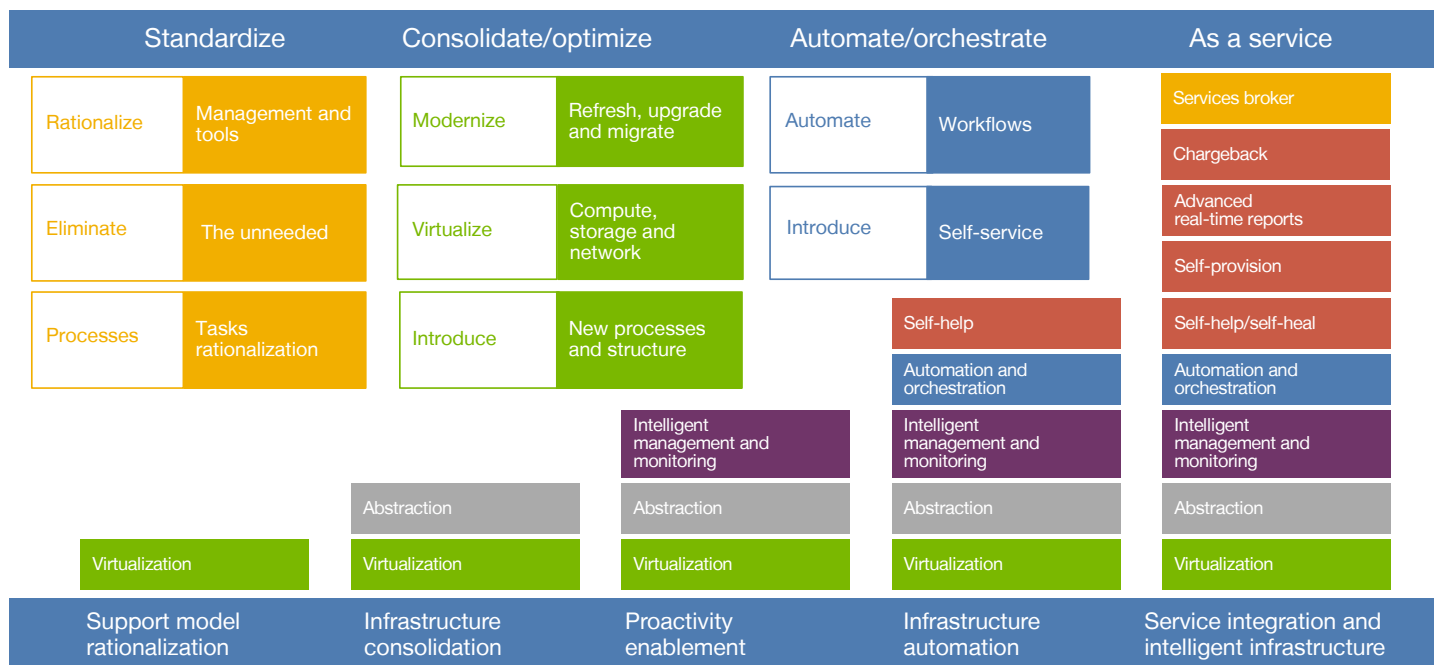 Standardize
Consolidate/optimize
Automate/orchestrate
As a service
Rationalize
Management and
tools
Eliminate
The unneeded
Processes
Tasks
rationalization
Modernize
Refresh, upgrade
and migrate
Virtualize
Compute,
storage and
network
Introduce
New processes
and structure
Automate
Workflows
Introduce
Self-service
Services broker
Chargeback
Advanced
real-time reports
Self-provision
Self-help/self-heal
Automation and
orchestration
Intelligent
management and
monitoring
Abstraction
Virtualization
Self-help
Automation and
orchestration
Intelligent
management and
monitoring
Abstraction
Virtualization
Intelligent
management and
monitoring
Abstraction
Virtualization
Abstraction
Virtualization
Virtualization
Support model
rationalization
Infrastructure
consolidation
Proactivity
enablement
Infrastructure
automation
Service integration and
intelligent infrastructure